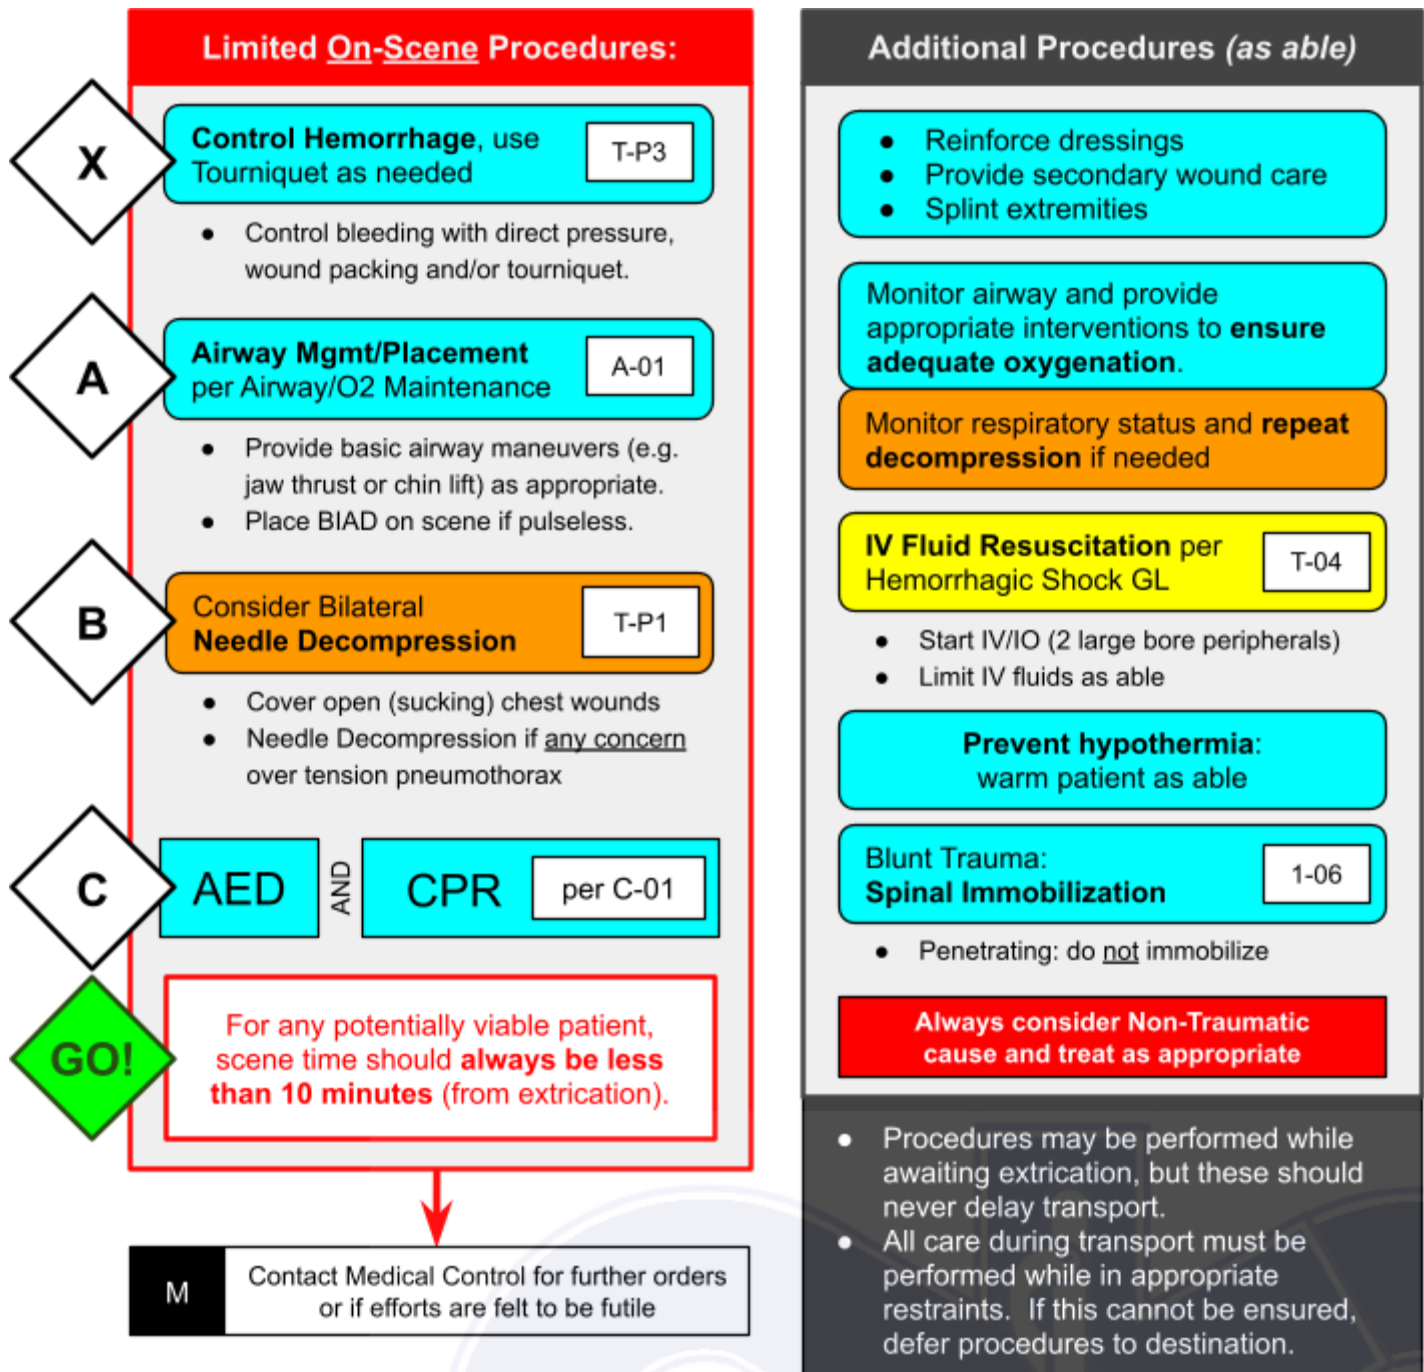 Limited On-Scene Procedures:
X
Control Hemorrhage, use
Tourniquet as needed
T-P3
● Control bleeding with direct pressure,
wound packing and/or tourniquet.
A
Airway Mgmt/Placement
per Airway/O2 Maintenance
A-01
● Provide basic airway maneuvers (e.g.
jaw thrust or chin lift) as appropriate.
● Place BIAD on scene if pulseless.
B
Consider Bilateral
Needle Decompression
T-P1
● Cover open (sucking) chest wounds
● Needle Decompression if any concern
over tension pneumothorax
C
AED
AND
CPR
per C-01
GO!
For any potentially viable patient,
scene time should always be less
than 10 minutes (from extrication).
M
Contact Medical Control for further orders
or if efforts are felt to be futile
Additional Procedures (as able)
● Reinforce dressings
● Provide secondary wound care
● Splint extremities
Monitor airway and provide
appropriate interventions to ensure
adequate oxygenation.
Monitor respiratory status and repeat
decompression if needed
IV Fluid Resuscitation per
Hemorrhagic Shock GL
T-04
● Start IV/IO (2 large bore peripherals)
● Limit IV fluids as able
Prevent hypothermia:
warm patient as able
Blunt Trauma:
Spinal Immobilization
1-06
● Penetrating: do not immobilize
Always consider Non-Traumatic
cause and treat as appropriate
● Procedures may be performed while
awaiting extrication, but these should
never delay transport.
● All care during transport must be
performed while in appropriate
restraints. If this cannot be ensured,
defer procedures to destination.